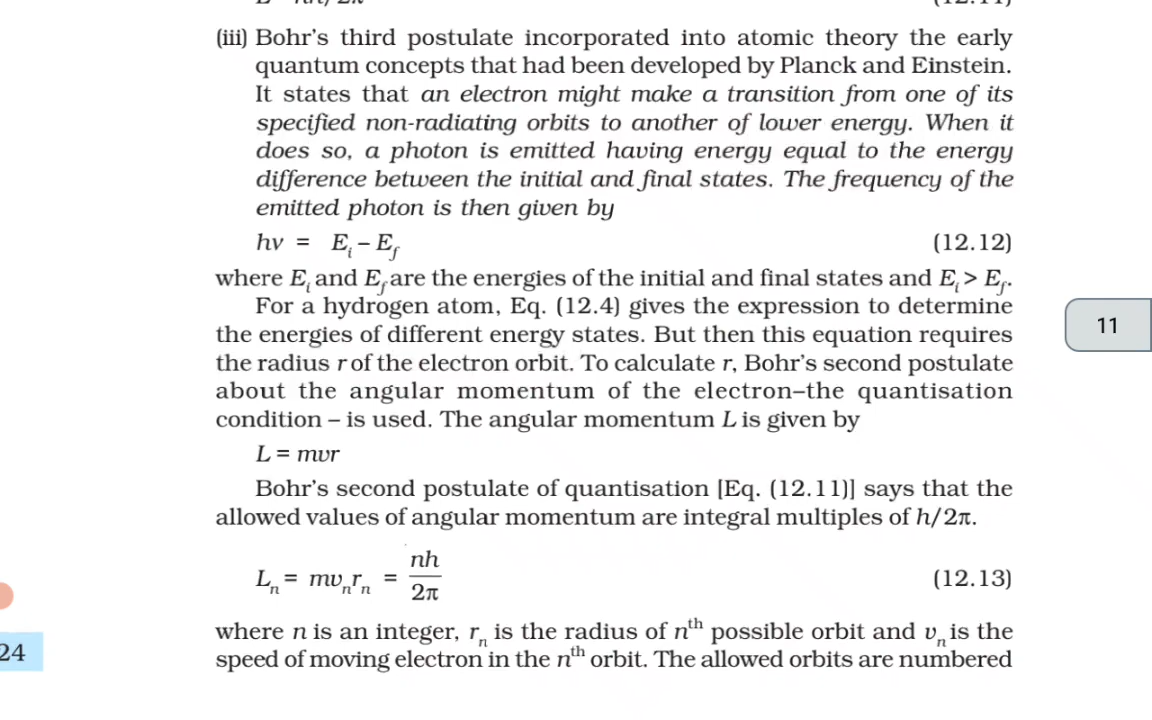 (iii) Bohr's third postulate incorporated into atomic theory the early
quantum concepts that had been developed by Planck and Einstein.
It states that an electron might make a transition from one of its
specified non-radiating orbits to another of lower energy. When it
does so, a photon is emitted having energy equal to the energy
difference between the initial and final states. The frequency of the
emitted photon is then given by
hν = Eᵢ – E_f (12.12)
where Eᵢ and E_f are the energies of the initial and final states and Eᵢ > E_f.
For a hydrogen atom, Eq. (12.4) gives the expression to determine
the energies of different energy states. But then this equation requires
the radius r of the electron orbit. To calculate r, Bohr's second postulate
about the angular momentum of the electron–the quantisation
condition – is used. The angular momentum L is given by
11
L = mvr
Bohr's second postulate of quantisation [Eq. (12.11)] says that the
allowed values of angular momentum are integral multiples of h/2π.
Lₙ = mvₙrₙ = nh/2π (12.13)
where n is an integer, rₙ is the radius of nth possible orbit and vₙ is the
speed of moving electron in the nth orbit. The allowed orbits are numbered
24